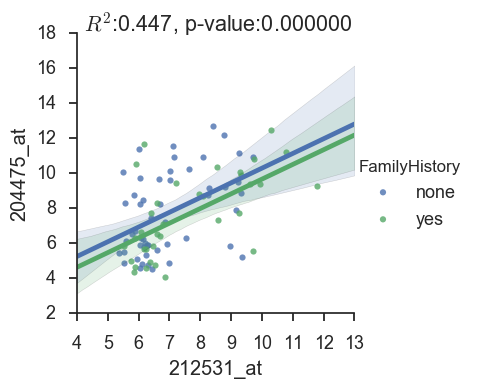 R²:0.447, p-value:0.000000
18
16
14
12
10
8
6
4
2
204475_at
4 5 6 7 8 9 10 11 12 13
212531_at
FamilyHistory
none
yes